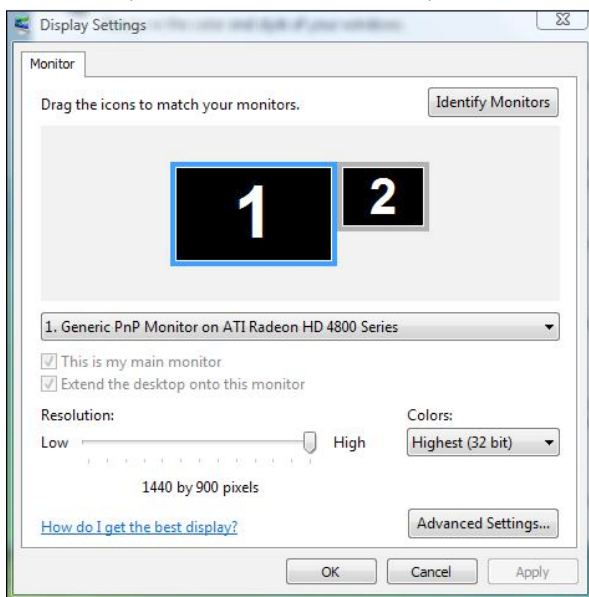 Display Settings
Monitor
Drag the icons to match your monitors.
Identify Monitors
1
2
1. Generic PnP Monitor on ATI Radeon HD 4800 Series
This is my main monitor
Extend the desktop onto this monitor
Resolution:
Colors:
Low
High
Highest (32 bit)
1440 by 900 pixels
How do I get the best display?
Advanced Settings...
OK
Cancel
Apply